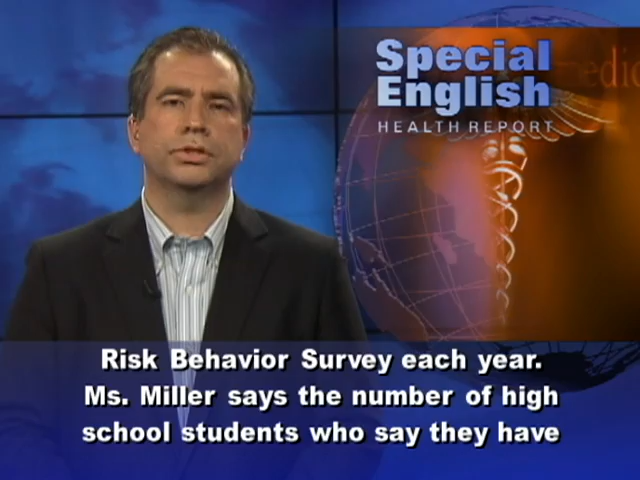 Special
English
HEALTH REPORT
edic
Risk Behavior Survey each year.
Ms. Miller says the number of high
school students who say they have